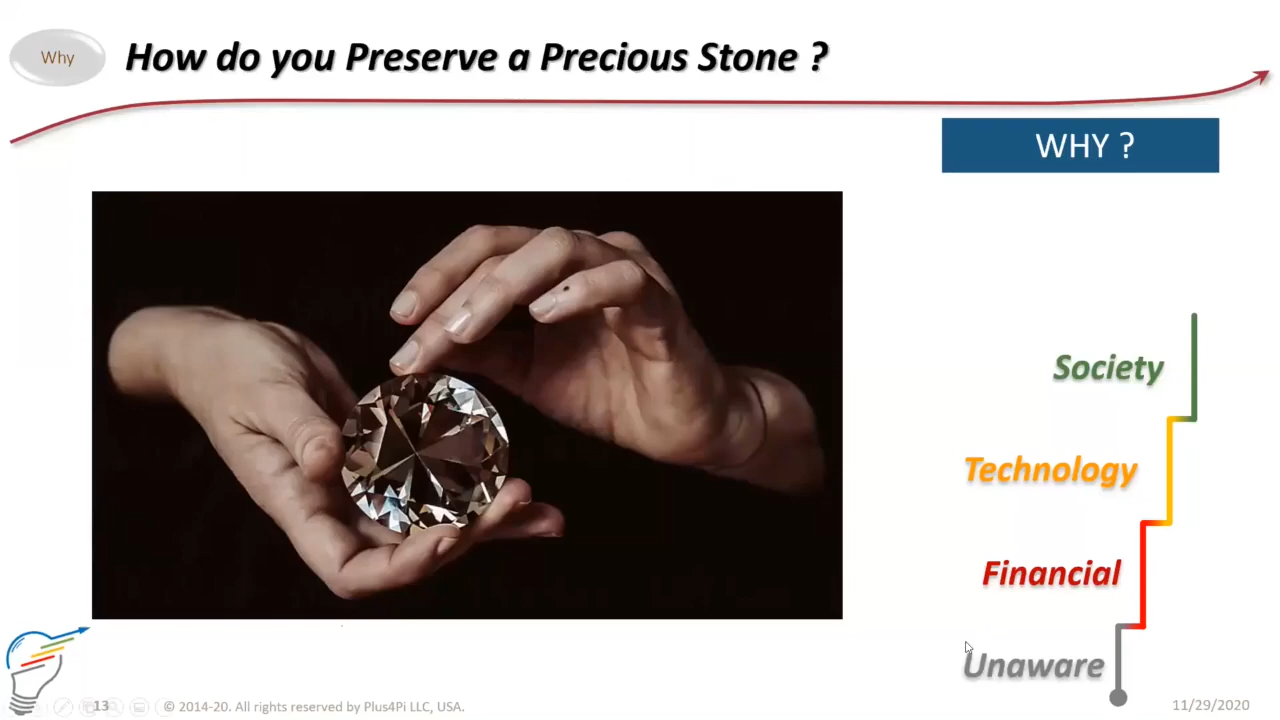 Why
How do you Preserve a Precious Stone ?
WHY ?
Society
Technology
Financial
Unaware
13
© 2014-20. All rights reserved by Plus4Pi LLC, USA.
11/29/2020